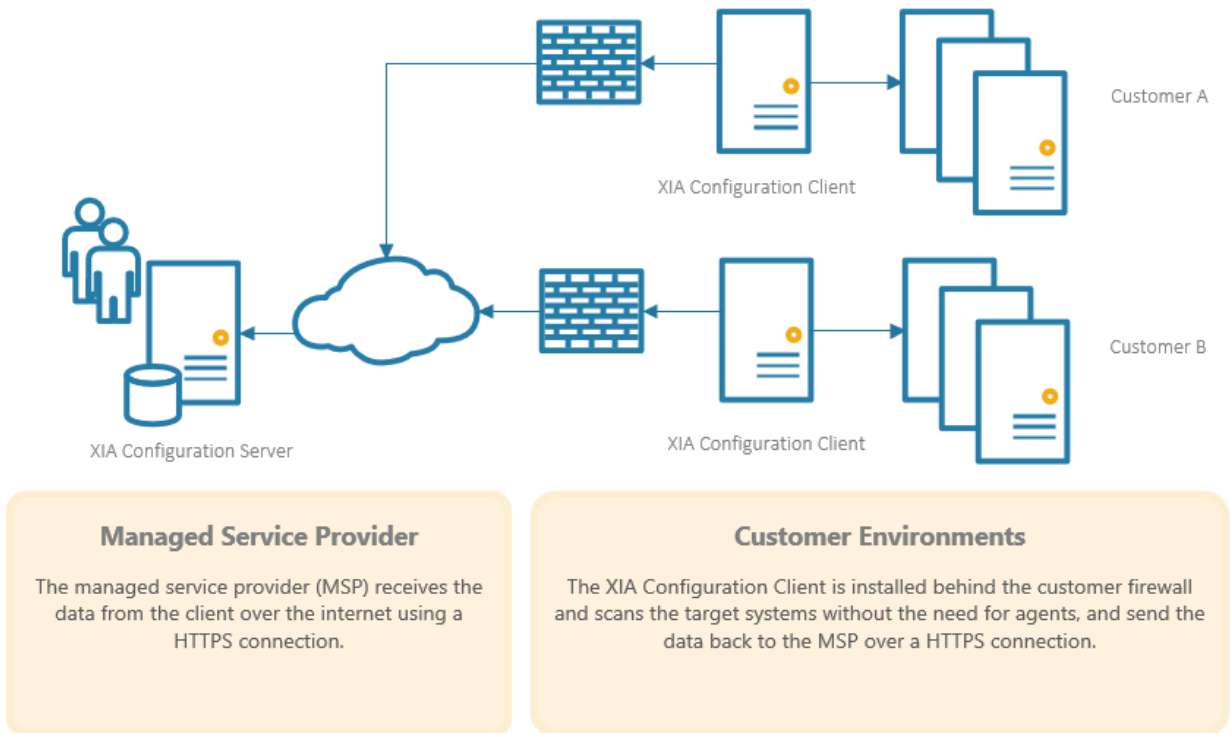 Customer A
XIA Configuration Client
Customer B
XIA Configuration Client
XIA Configuration Server
Managed Service Provider
The managed service provider (MSP) receives the
data from the client over the internet using a
HTTPS connection.
Customer Environments
The XIA Configuration Client is installed behind the customer firewall
and scans the target systems without the need for agents, and send the
data back to the MSP over a HTTPS connection.